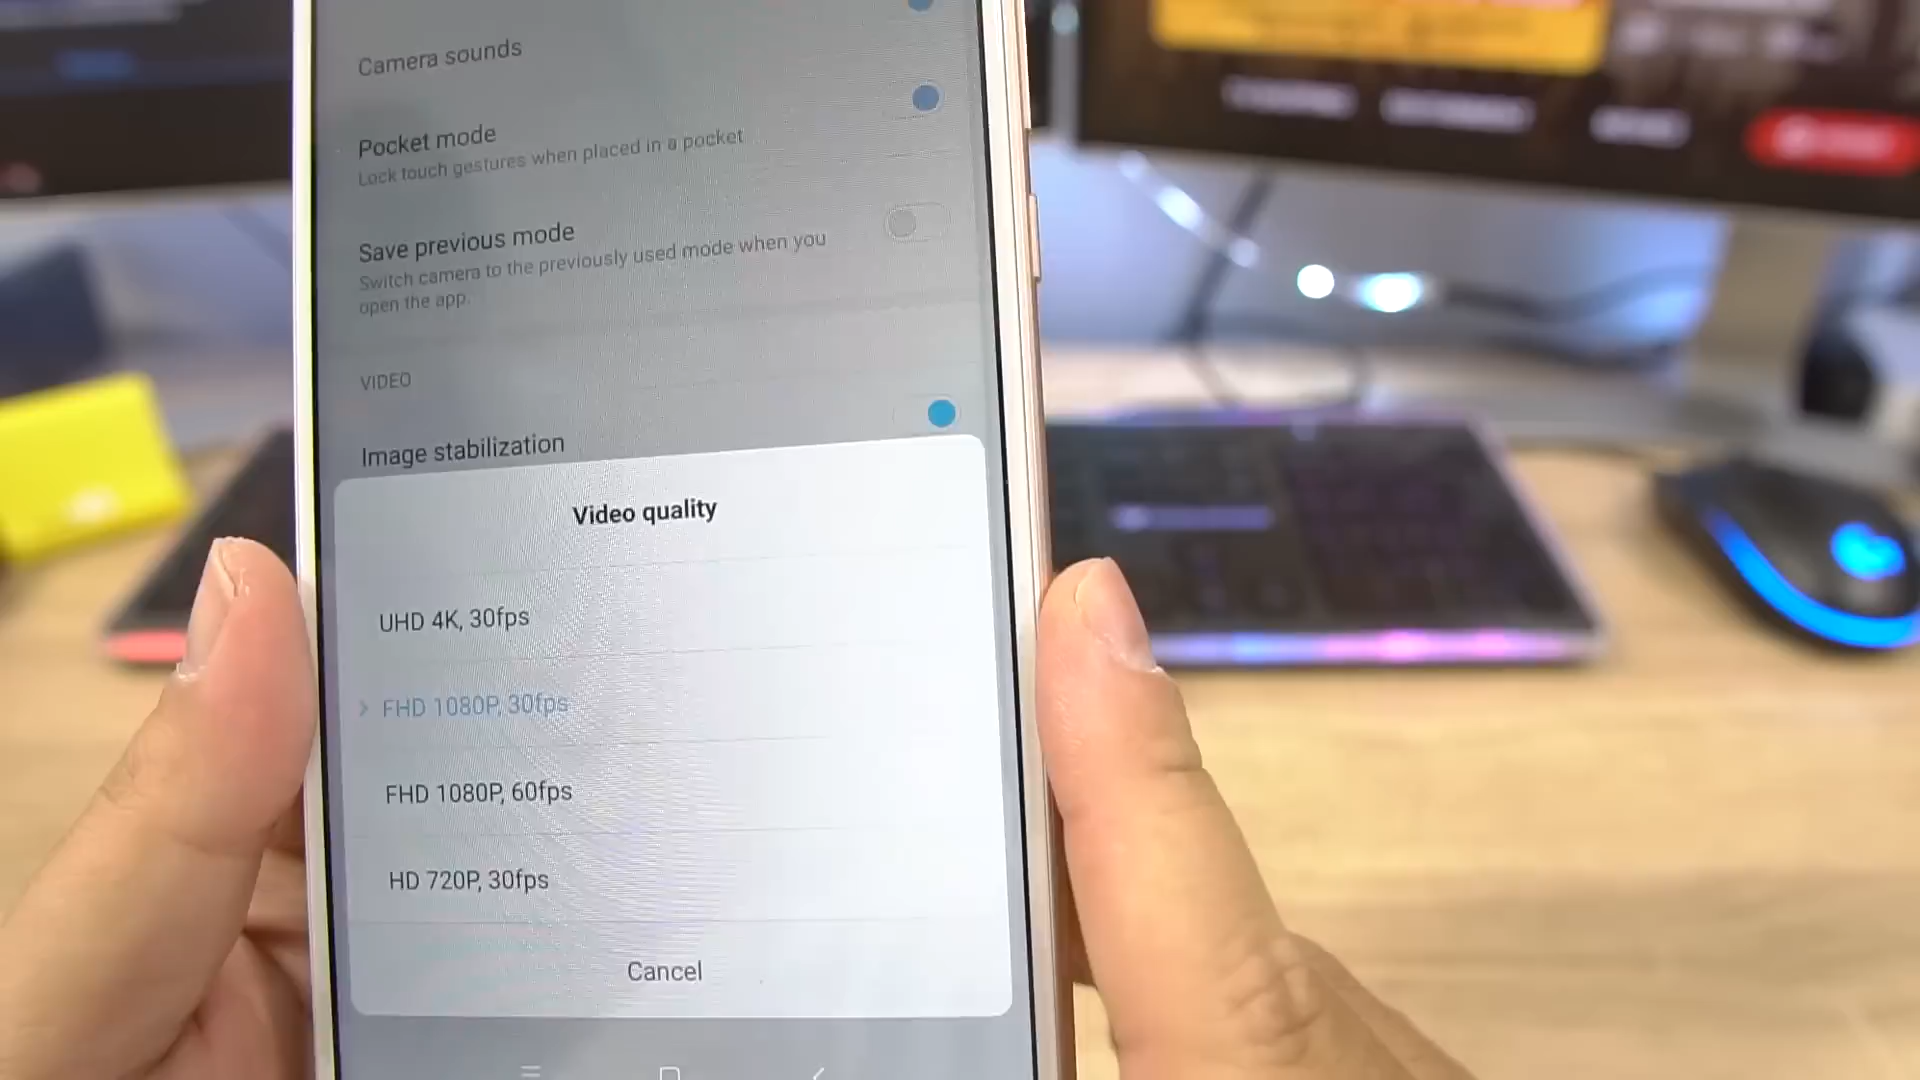 Camera sounds
Pocket mode
Lock touch gestures when placed in a pocket
Save previous mode
Switch camera to the previously used mode when you
open the app.
VIDEO
Image stabilization
Video quality
UHD 4K, 30fps
FHD 1080P, 30fps
FHD 1080P, 60fps
HD 720P, 30fps
Cancel